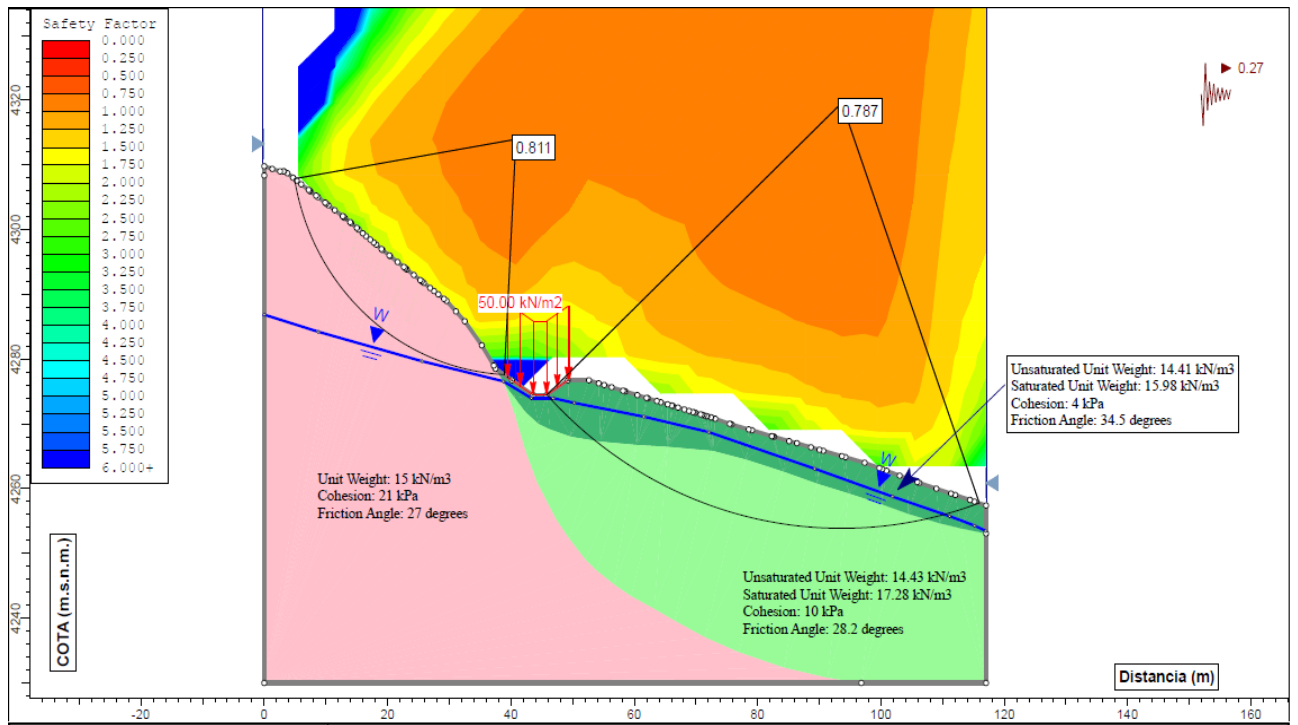 Safety Factor
0.000
0.250
0.500
0.750
1.000
1.250
1.500
1.750
2.000
2.250
2.500
2.750
3.000
3.250
3.500
3.750
4.000
4.250
4.500
4.750
5.000
5.250
5.500
5.750
6.000+
0.27
0.787
0.811
50.00 kN/m2
W
W
Unsaturated Unit Weight: 14.41 kN/m3
Saturated Unit Weight: 15.98 kN/m3
Cohesion: 4 kPa
Friction Angle: 34.5 degrees
Unit Weight: 15 kN/m3
Cohesion: 21 kPa
Friction Angle: 27 degrees
Unsaturated Unit Weight: 14.43 kN/m3
Saturated Unit Weight: 17.28 kN/m3
Cohesion: 10 kPa
Friction Angle: 28.2 degrees
4320
4300
4280
4260
4240
COTA (m.s.n.m.)
Distancia (m)
-20
0
20
40
60
80
100
120
140
160